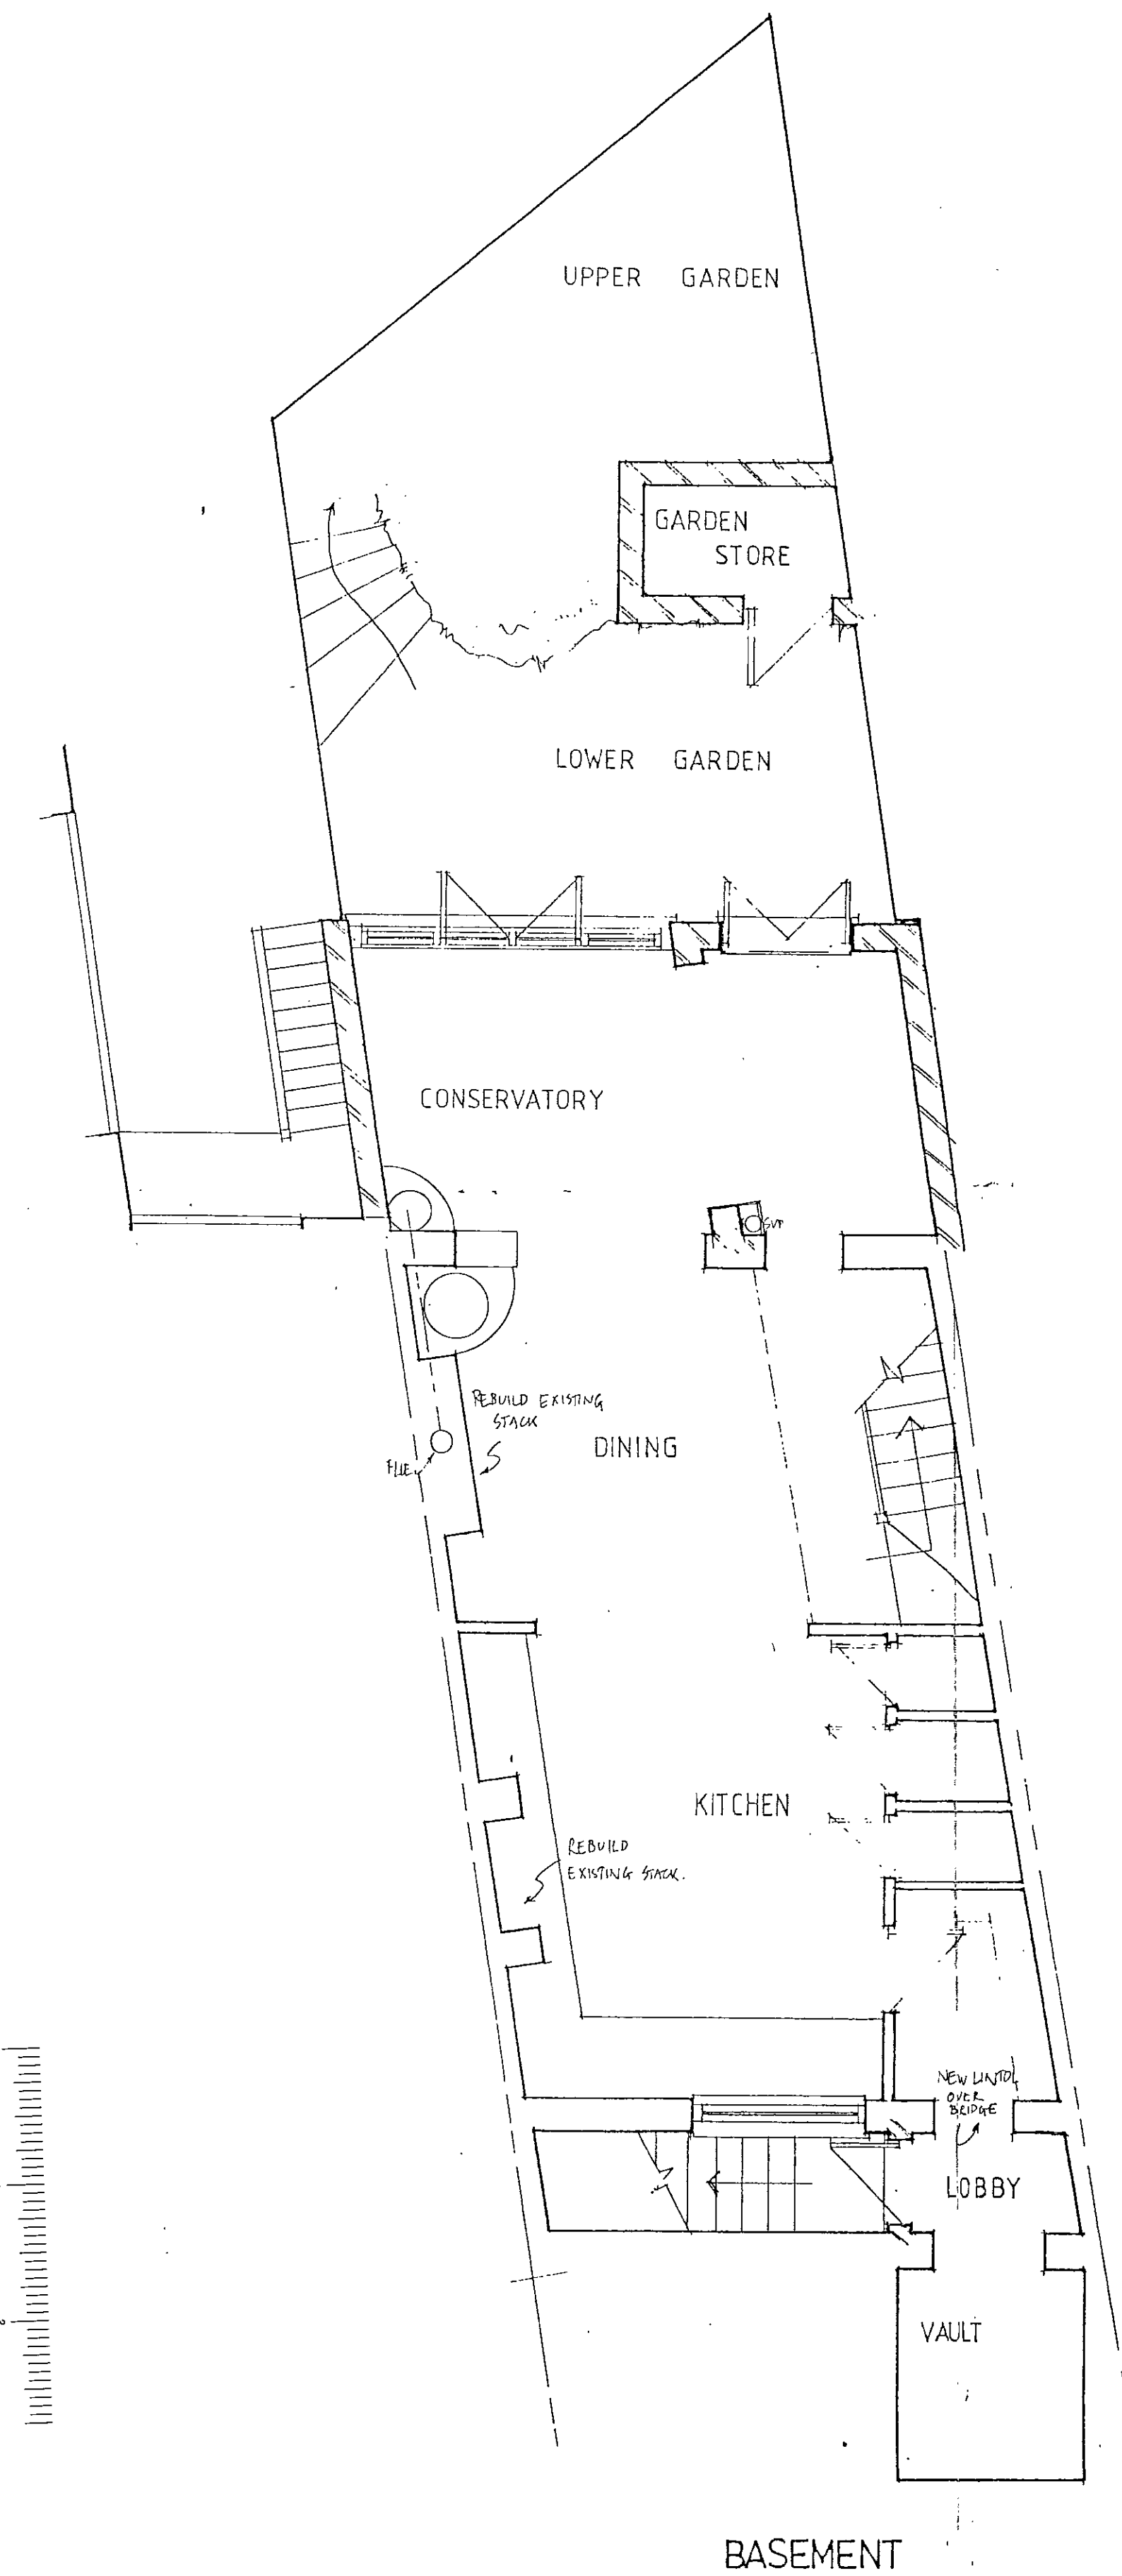 UPPER GARDEN
GARDEN
STORE
LOWER GARDEN
CONSERVATORY
SVP
REBUILD EXISTING
STACK
DINING
FLUE
KITCHEN
REBUILD
EXISTING STACK.
NEW LINTOL
OVER
BRIDGE
LOBBY
VAULT
BASEMENT